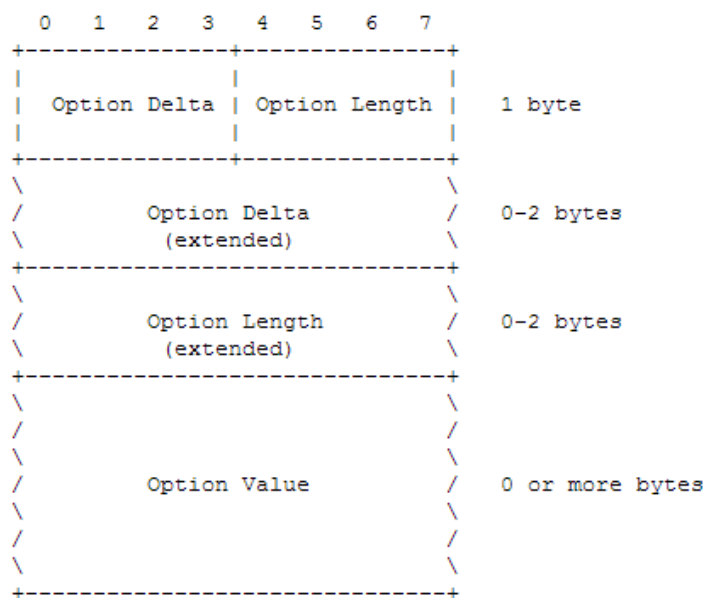 0 1 2 3 4 5 6 7
Option Delta | Option Length | 1 byte
Option Delta 0-2 bytes
(extended)
Option Length 0-2 bytes
(extended)
Option Value 0 or more bytes